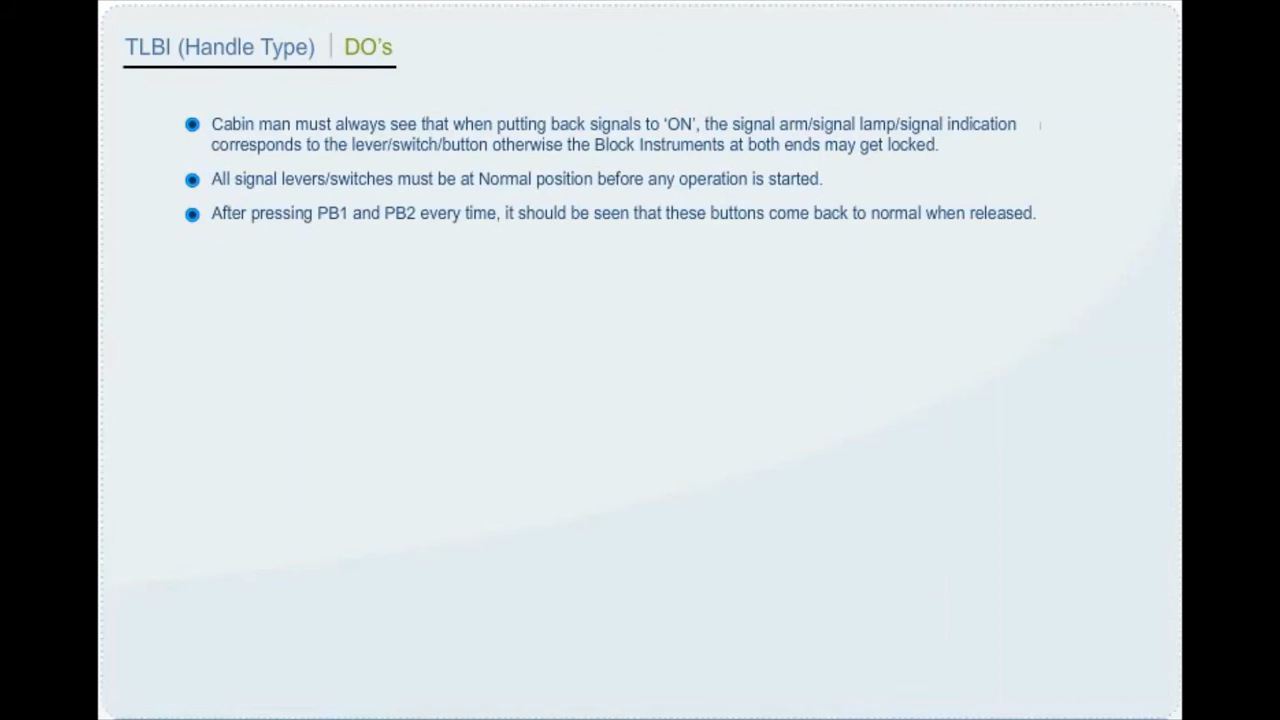 TLBI (Handle Type) | DO's
Cabin man must always see that when putting back signals to ‘ON’, the signal arm/signal lamp/signal indication
corresponds to the lever/switch/button otherwise the Block Instruments at both ends may get locked.
All signal levers/switches must be at Normal position before any operation is started.
After pressing PB1 and PB2 every time, it should be seen that these buttons come back to normal when released.